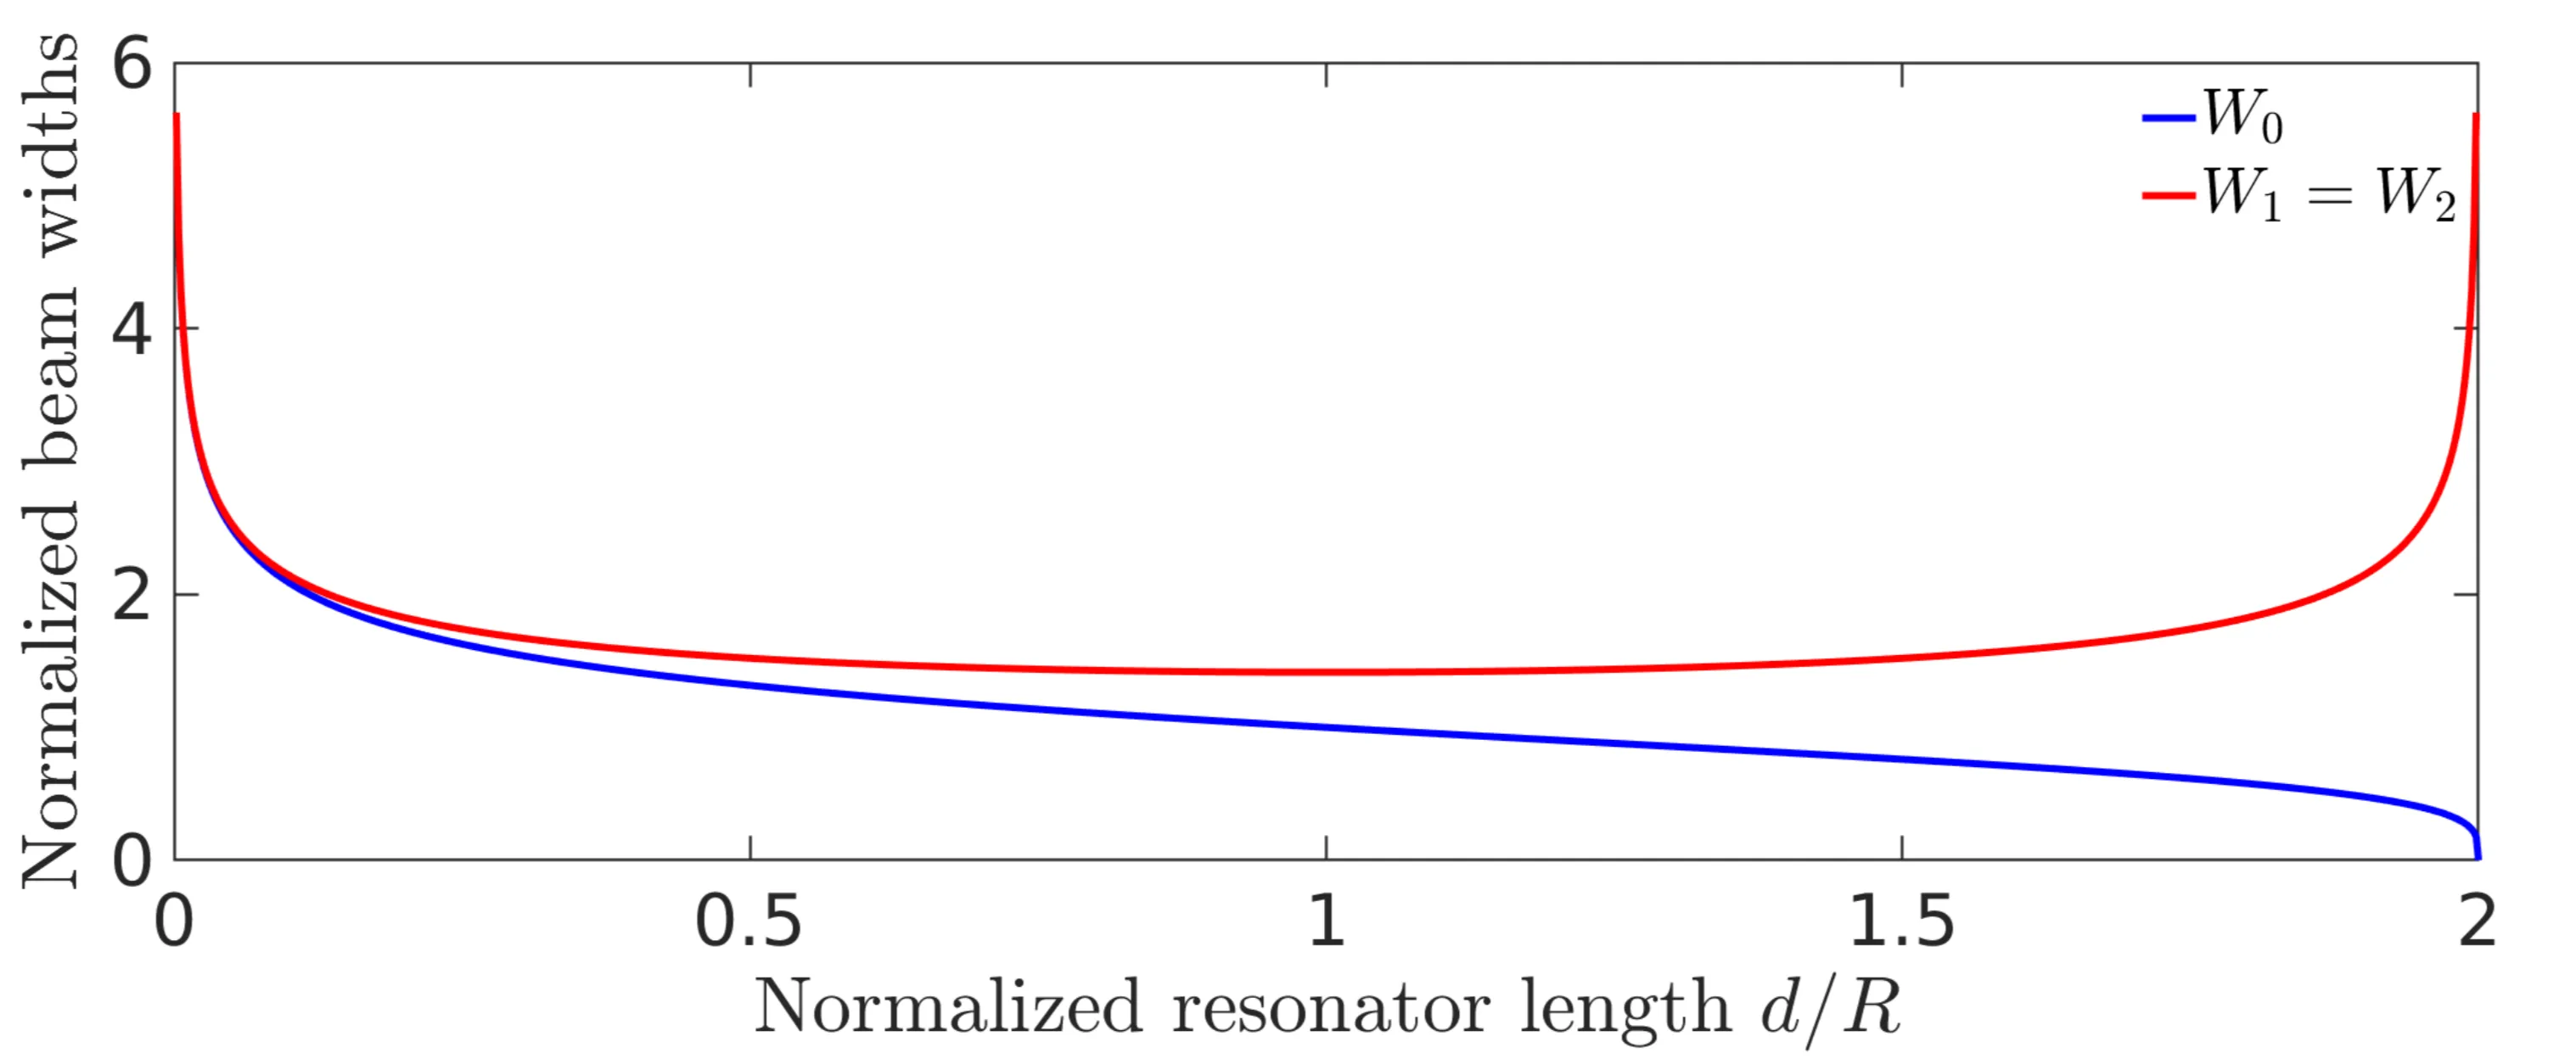 Normalized beam widths
6
4
2
0
W₀
W₁ = W₂
0 0.5 1 1.5 2
Normalized resonator length d/R